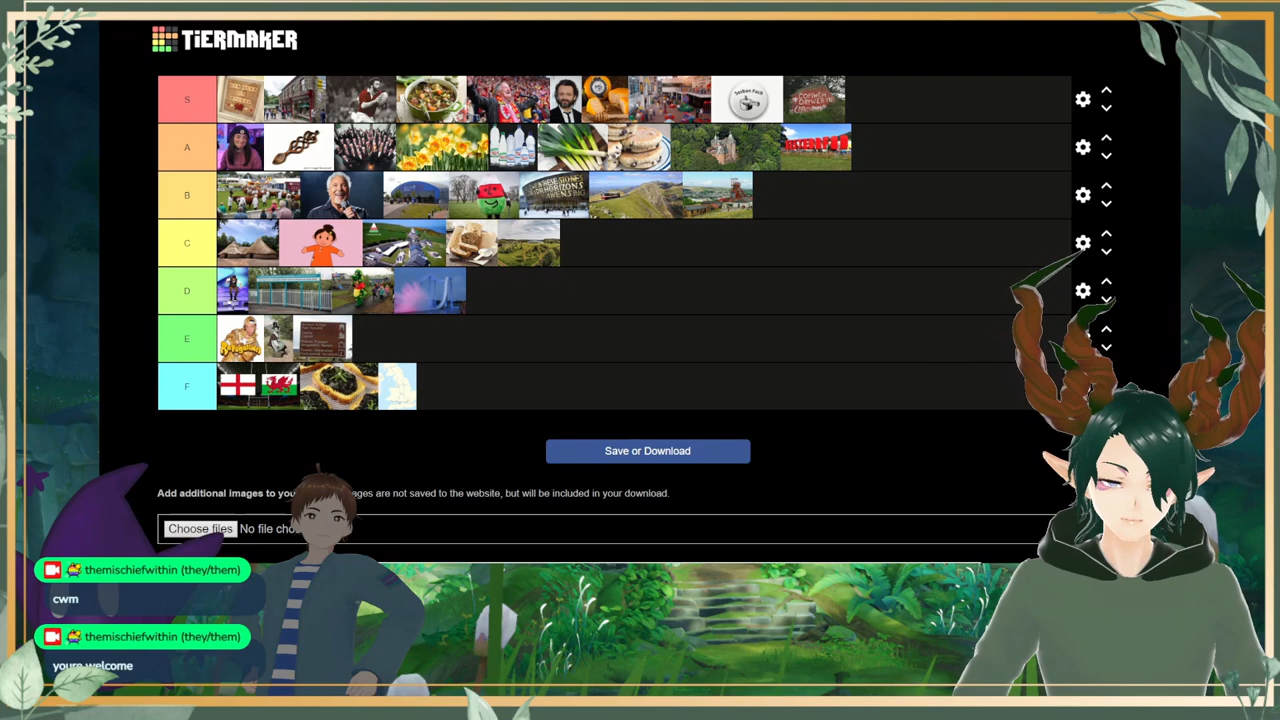 TIERMAKER
S
A
B
C
D
E
F
Save or Download
Add additional images to you
ages are not saved to the website, but will be included in your download.
Choose files No file cho
themischiefwithin (they/them)
cwm
themischiefwithin (they/them)
youre welcome